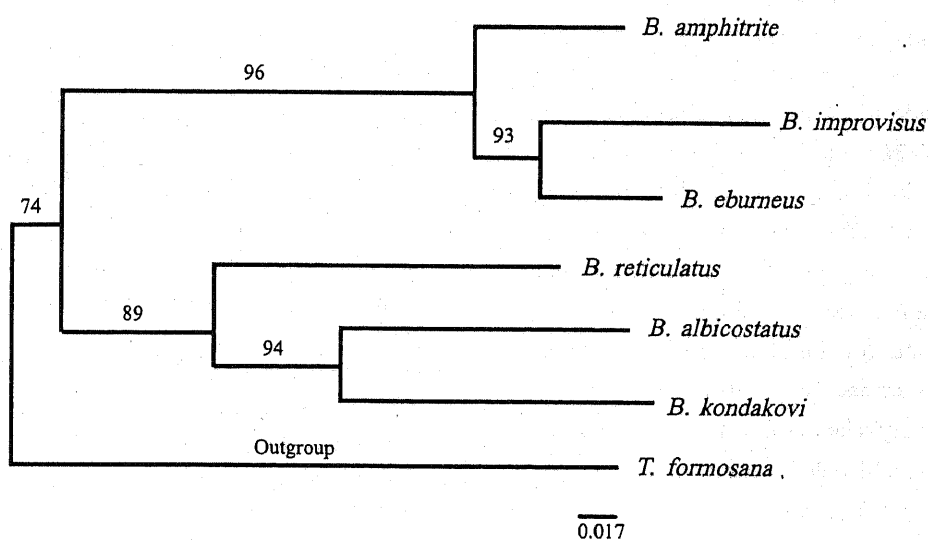 B. amphitrite
96
B. improvisus
93
B. eburneus
74
B. reticulatus
89
B. albicostatus
94
B. kondakovi
Outgroup
T. formosana
0.017